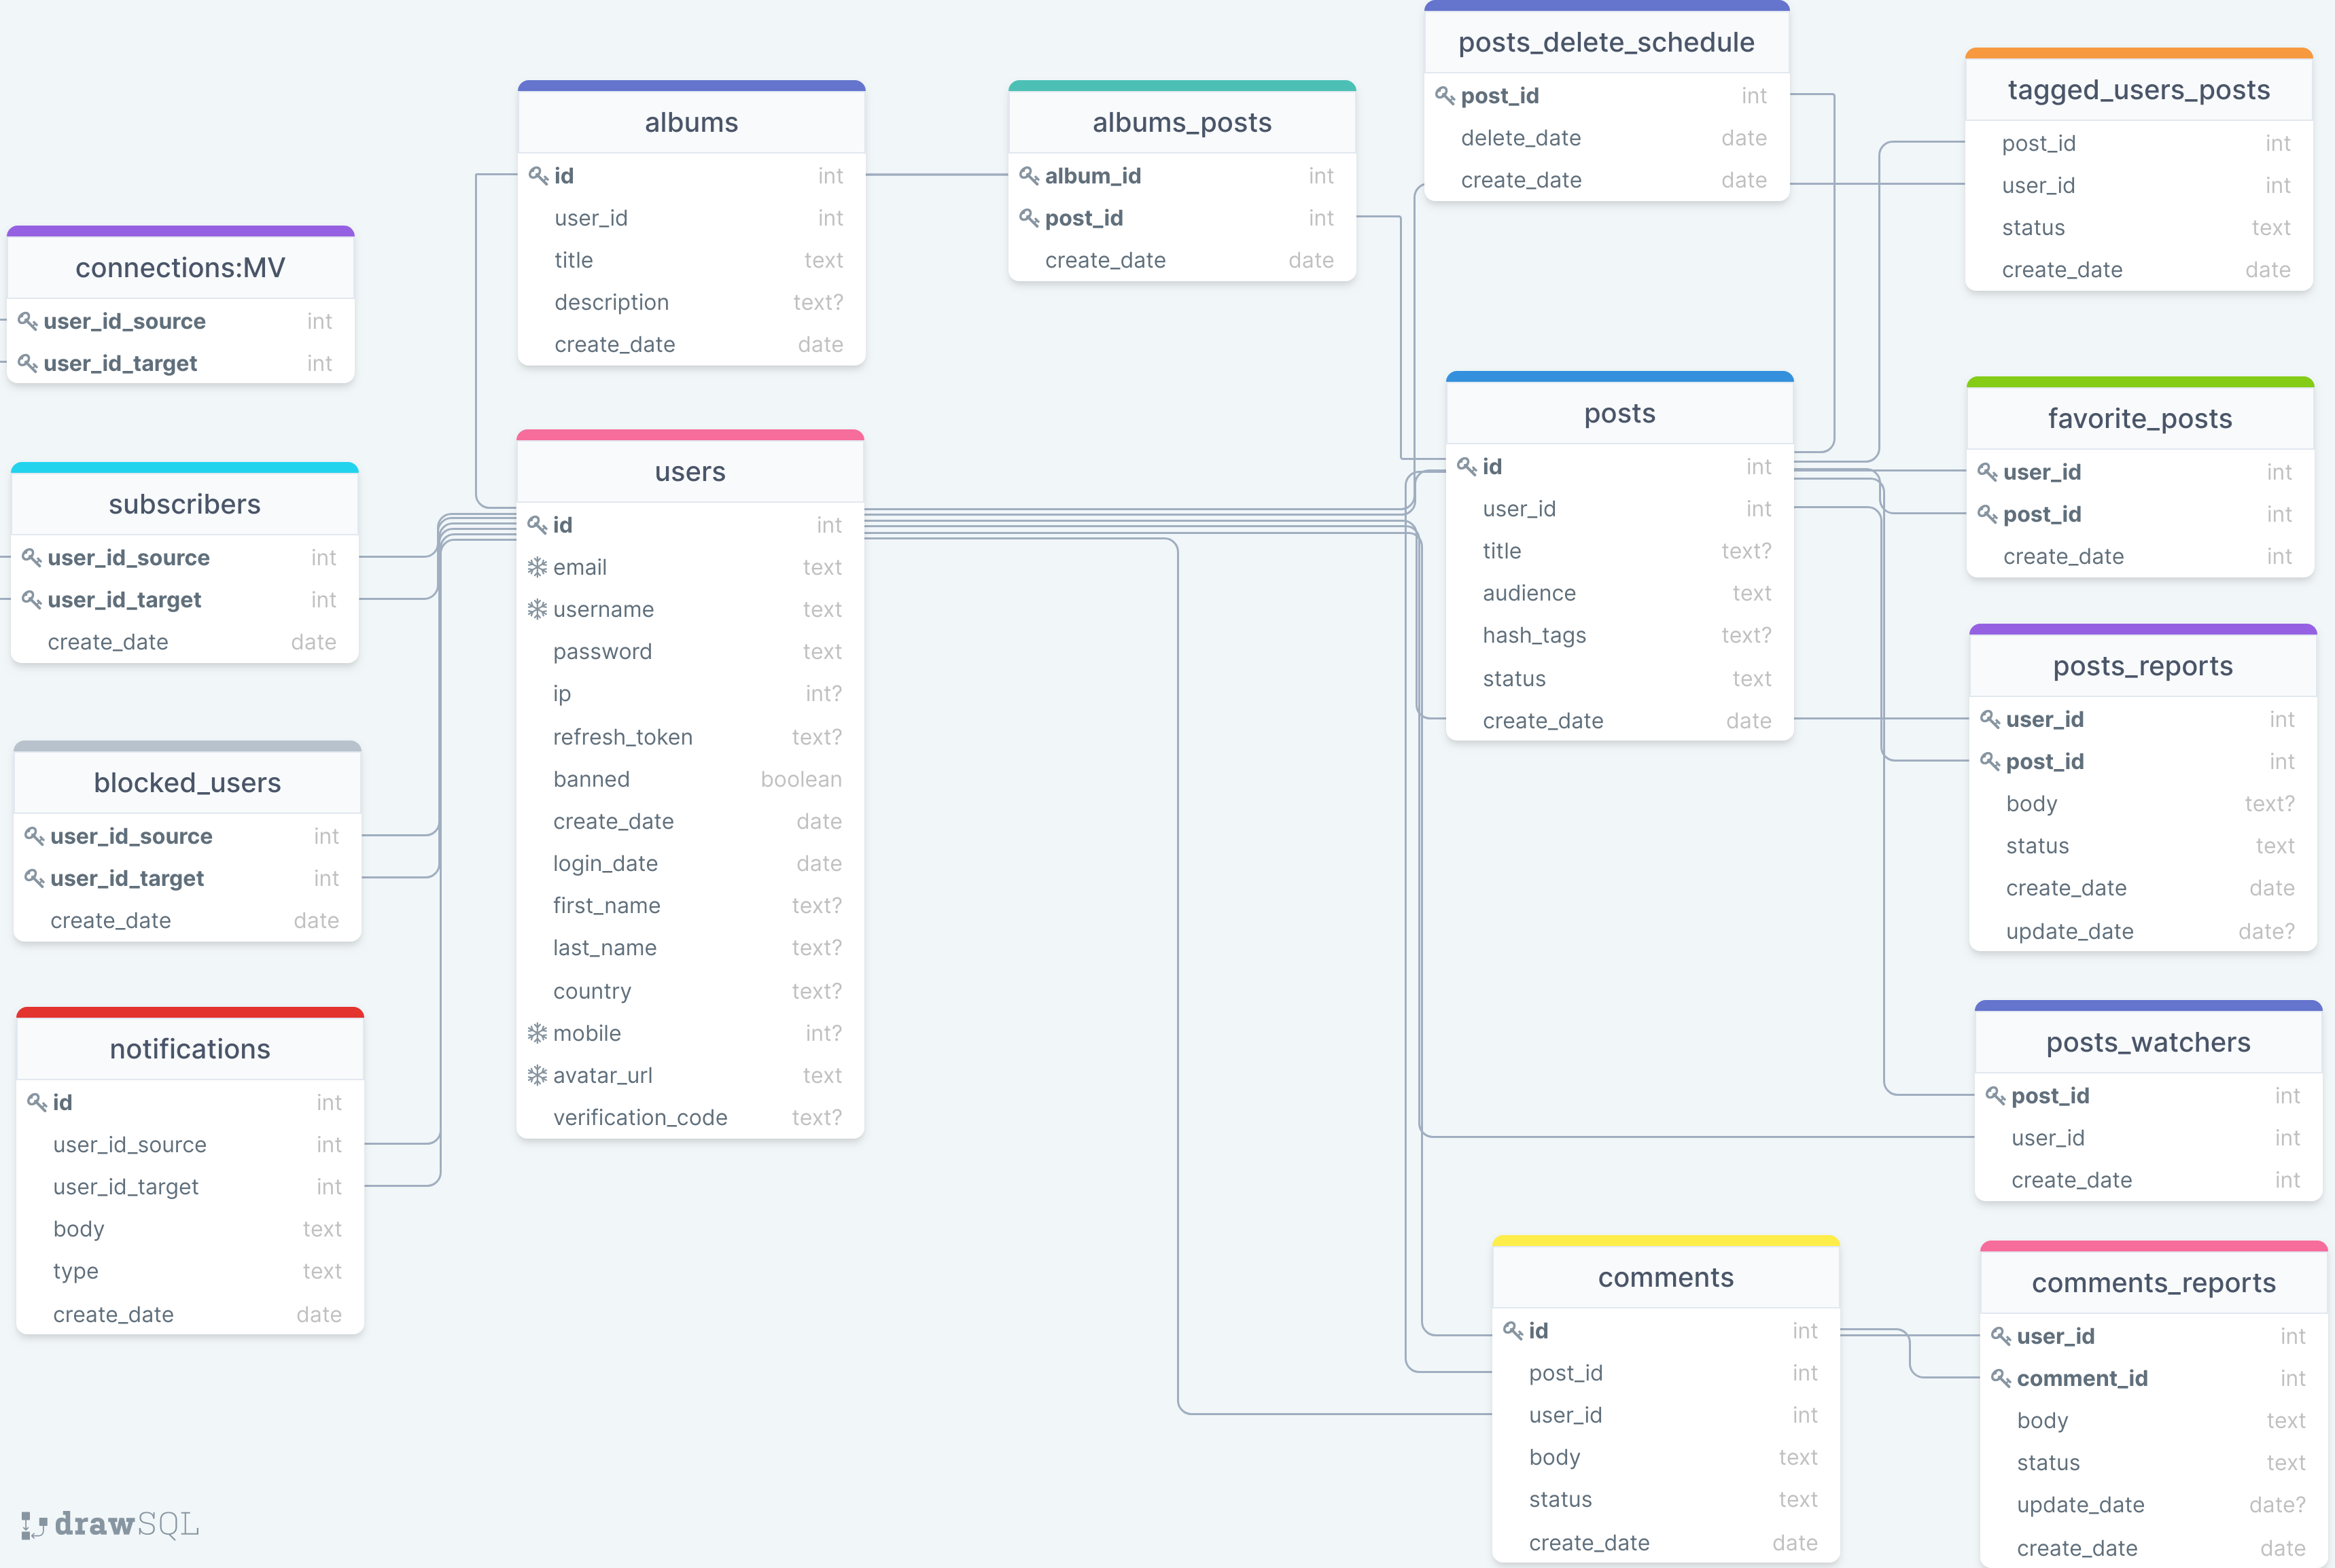 connections:MV
user_id_source int
user_id_target int
subscribers
user_id_source int
user_id_target int
create_date date
blocked_users
user_id_source int
user_id_target int
create_date date
notifications
id int
user_id_source int
user_id_target int
body text
type text
create_date date
albums
id int
user_id int
title text
description text?
create_date date
users
id int
email text
username text
password text
ip int?
refresh_token text?
banned boolean
create_date date
login_date date
first_name text?
last_name text?
country text?
mobile int?
avatar_url text
verification_code text?
albums_posts
album_id int
post_id int
create_date date
posts_delete_schedule
post_id int
delete_date date
create_date date
posts
id int
user_id int
title text?
audience text
hash_tags text?
status text
create_date date
comments
id int
post_id int
user_id int
body text
status text
create_date date
tagged_users_posts
post_id int
user_id int
status text
create_date date
favorite_posts
user_id int
post_id int
create_date int
posts_reports
user_id int
post_id int
body text?
status text
create_date date
update_date date?
posts_watchers
post_id int
user_id int
create_date int
comments_reports
user_id int
comment_id int
body text
status text
update_date date?
create_date date
drawSQL